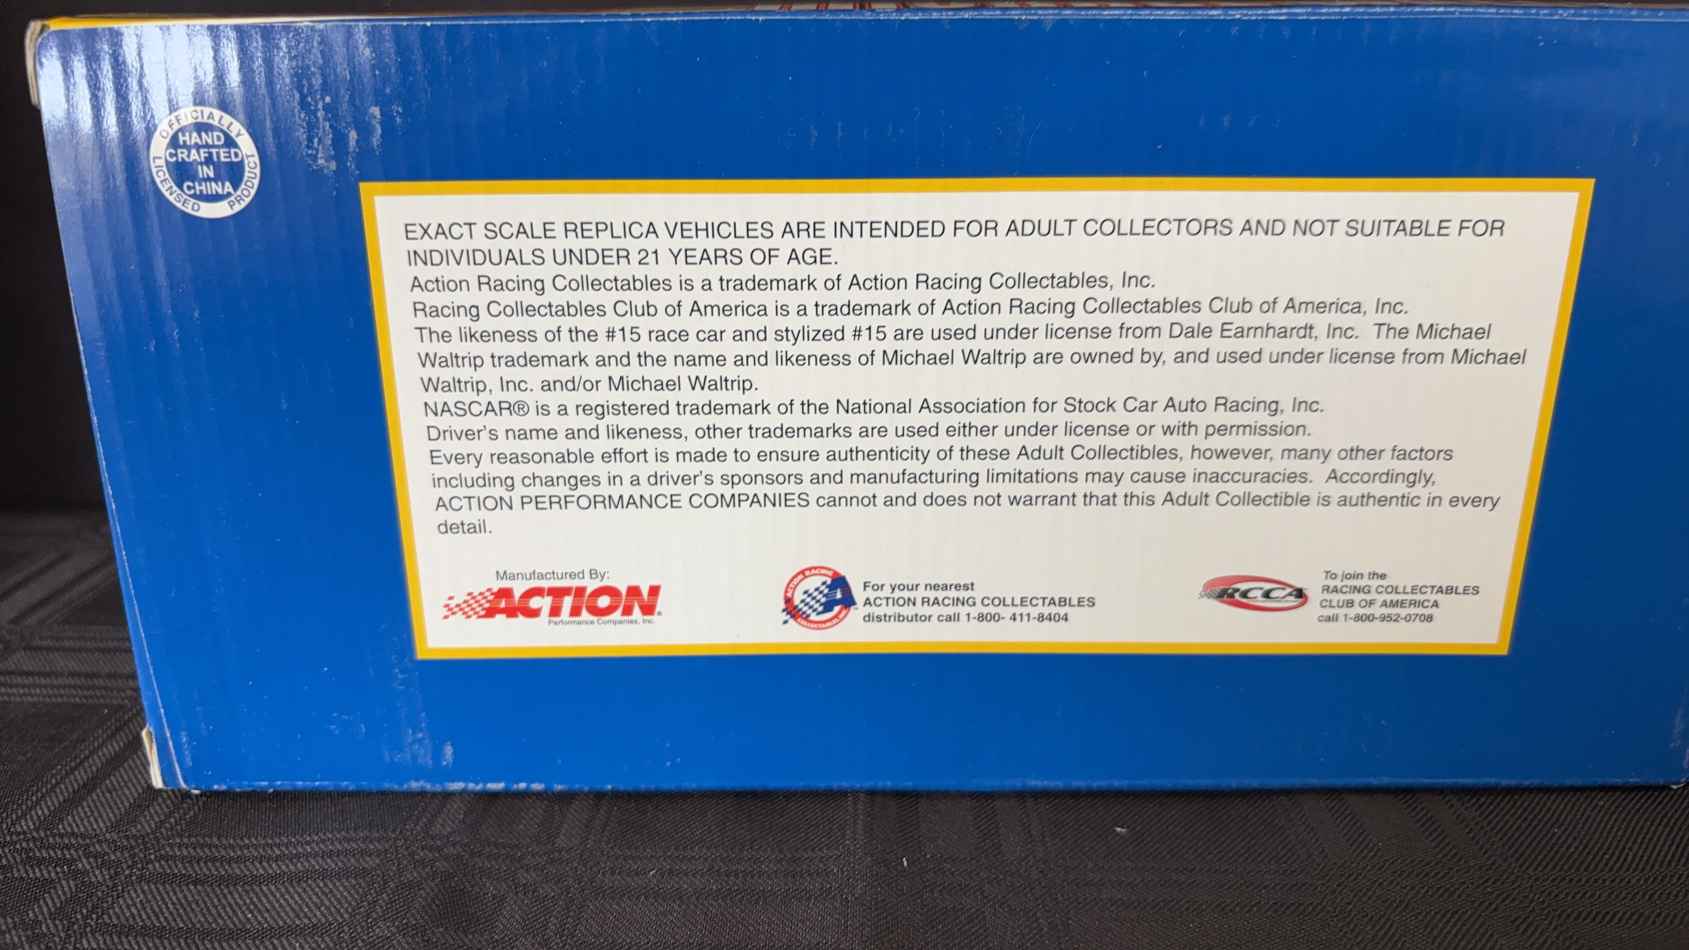 OFFICIALLY
LICENSED PRODUCT
HAND
CRAFTED
IN
CHINA
EXACT SCALE REPLICA VEHICLES ARE INTENDED FOR ADULT COLLECTORS AND NOT SUITABLE FOR
INDIVIDUALS UNDER 21 YEARS OF AGE.
Action Racing Collectables is a trademark of Action Racing Collectables, Inc.
Racing Collectables Club of America is a trademark of Action Racing Collectables Club of America, Inc.
The likeness of the #15 race car and stylized #15 are used under license from Dale Earnhardt, Inc.  The Michael
Waltrip trademark and the name and likeness of Michael Waltrip are owned by, and used under license from Michael
Waltrip, Inc. and/or Michael Waltrip.
NASCAR® is a registered trademark of the National Association for Stock Car Auto Racing, Inc.
Driver's name and likeness, other trademarks are used either under license or with permission.
Every reasonable effort is made to ensure authenticity of these Adult Collectibles, however, many other factors
including changes in a driver's sponsors and manufacturing limitations may cause inaccuracies.  Accordingly,
ACTION PERFORMANCE COMPANIES cannot and does not warrant that this Adult Collectible is authentic in every
detail.
Manufactured By:
ACTION®
Performance Companies, Inc.
ACTION RACING
A
For your nearest
ACTION RACING COLLECTABLES
distributor call 1-800- 411-8404
RCCA
To join the
RACING COLLECTABLES
CLUB OF AMERICA
call 1-800-952-0708